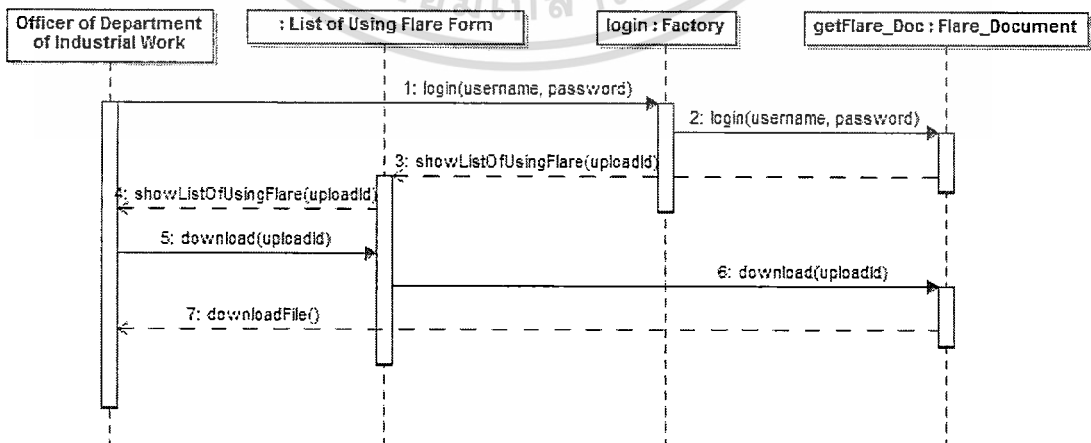 Officer of Department
of Industrial Work
: List of Using Flare Form
login : Factory
getFlare_Doc : Flare_Document
1: login(username, password)
2: login(username, password)
3: showListOfUsingFlare(uploadId)
4: showListOfUsingFlare(uploadId)
5: download(uploadId)
6: download(uploadId)
7: downloadFile()